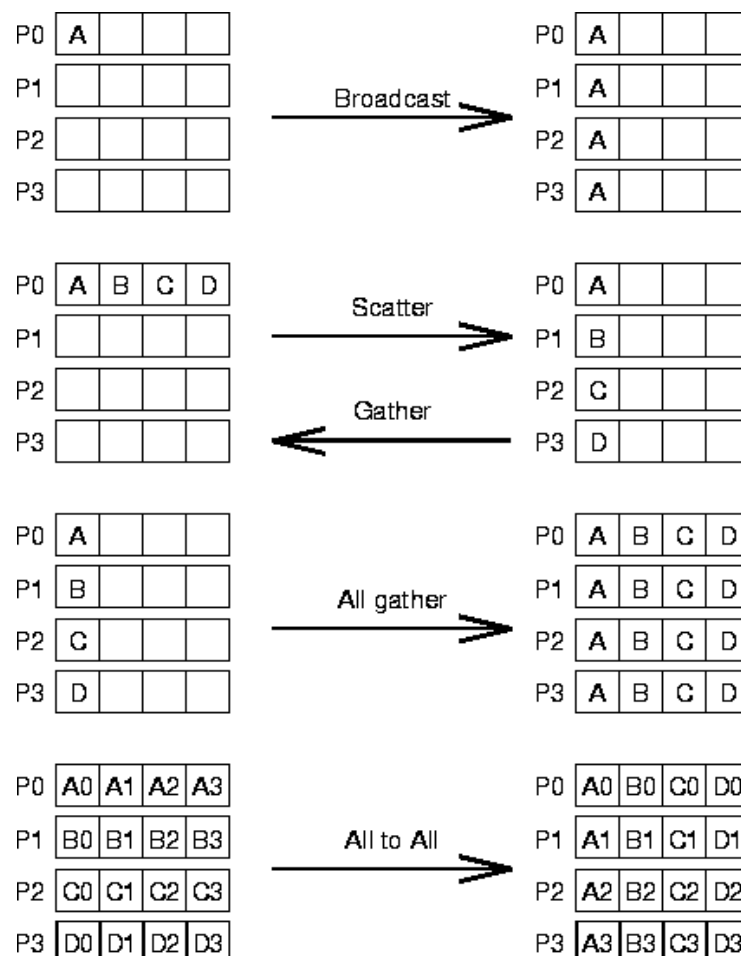 P0 A P0 A
P1 P1 A
Broadcast
P2 P2 A
P3 P3 A
P0 A B C D P0 A
Scatter
P1 P1 B
P2 P2 C
Gather
P3 P3 D
P0 A P0 A B C D
P1 B P1 A B C D
All gather
P2 C P2 A B C D
P3 D P3 A B C D
P0 A0 A1 A2 A3 P0 A0 B0 C0 D0
P1 B0 B1 B2 B3 All to All P1 A1 B1 C1 D1
P2 C0 C1 C2 C3 P2 A2 B2 C2 D2
P3 D0 D1 D2 D3 P3 A3 B3 C3 D3